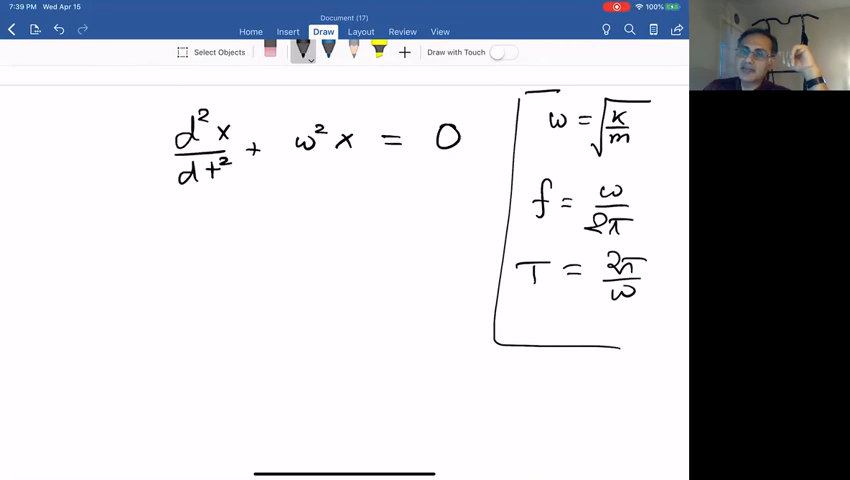 7:39 PM Wed Apr 15
100%
Document (17)
Home Insert Draw Layout References Review View
Select Objects
Draw with Touch
d²x/dt² + ω²x = 0
ω = √(k/m)
f = ω/2π
T = 2π/ω